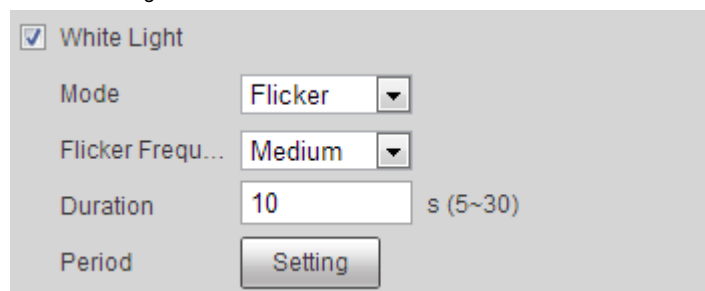 White Light
Mode Flicker
Flicker Frequ... Medium
Duration 10 s (5~30)
Period Setting